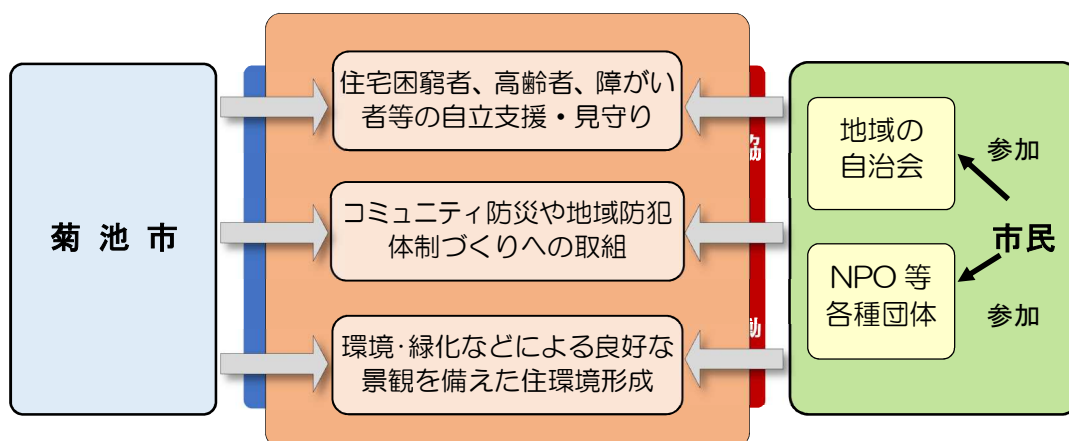 菊池市
住宅困窮者、高齢者、障がい
者等の自立支援・見守り
コミュニティ防災や地域防犯
体制づくりへの取組
環境・緑化などによる良好な
景観を備えた住環境形成
地域の
自治会
参加
市民
NPO 等
各種団体
参加